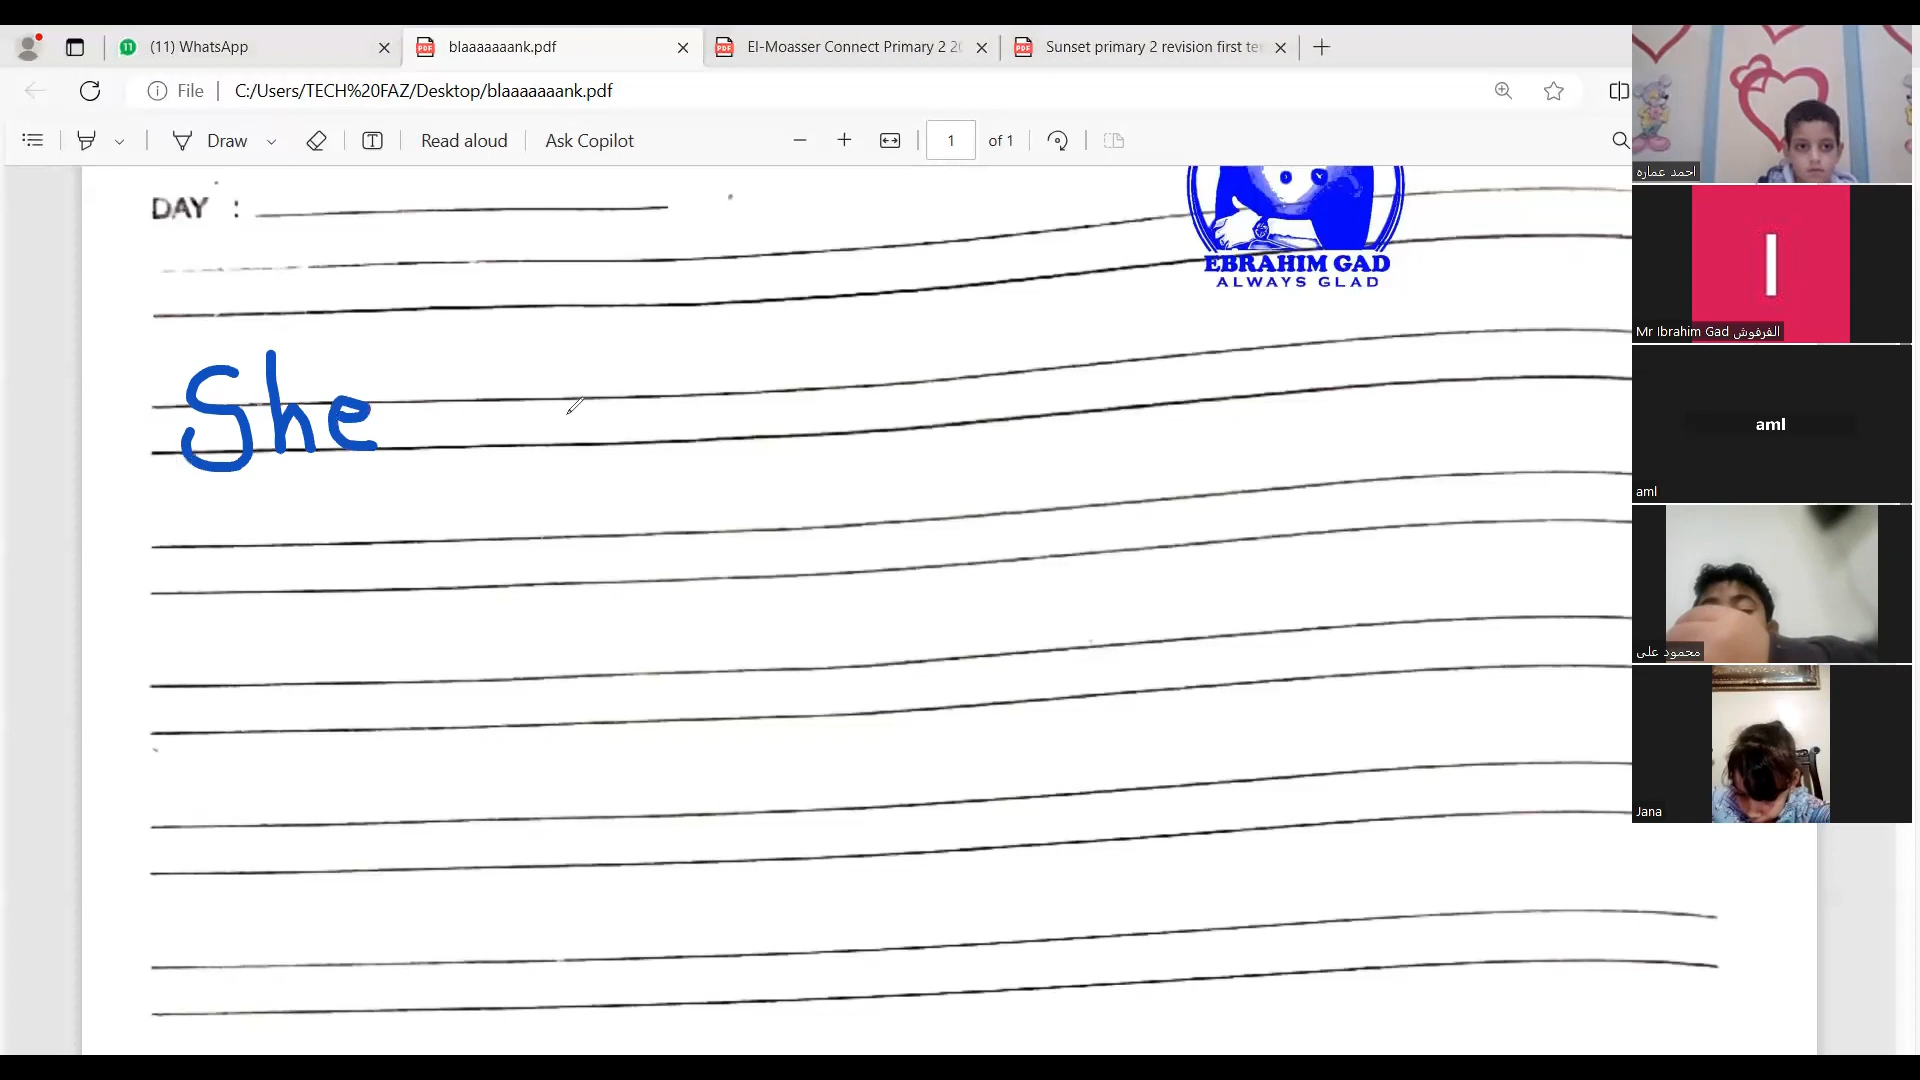 (11) WhatsApp
blaaaaaaank.pdf
El-Moasser Connect Primary 2 20
Sunset primary 2 revision first te
File
C:/Users/TECH%20FAZ/Desktop/blaaaaaaank.pdf
Draw
Read aloud
Ask Copilot
1 of 1
DAY :
EBRAHIM GAD
ALWAYS GLAD
She
احمد عماره
I
Mr Ibrahim Gad الفرفوش
aml
aml
محمود على
Jana